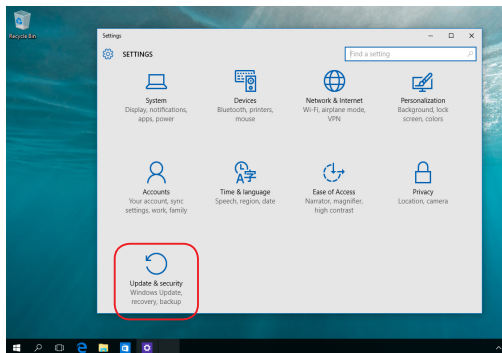 Recycle Bin
Settings
SETTINGS
Find a setting
System
Display, notifications,
apps, power
Devices
Bluetooth, printers,
mouse
Network & Internet
Wi-Fi, airplane mode,
VPN
Personalization
Background, lock
screen, colors
Accounts
Your account, sync
settings, work, family
Time & language
Speech, region, date
Ease of Access
Narrator, magnifier,
high contrast
Privacy
Location, camera
Update & security
Windows Update,
recovery, backup